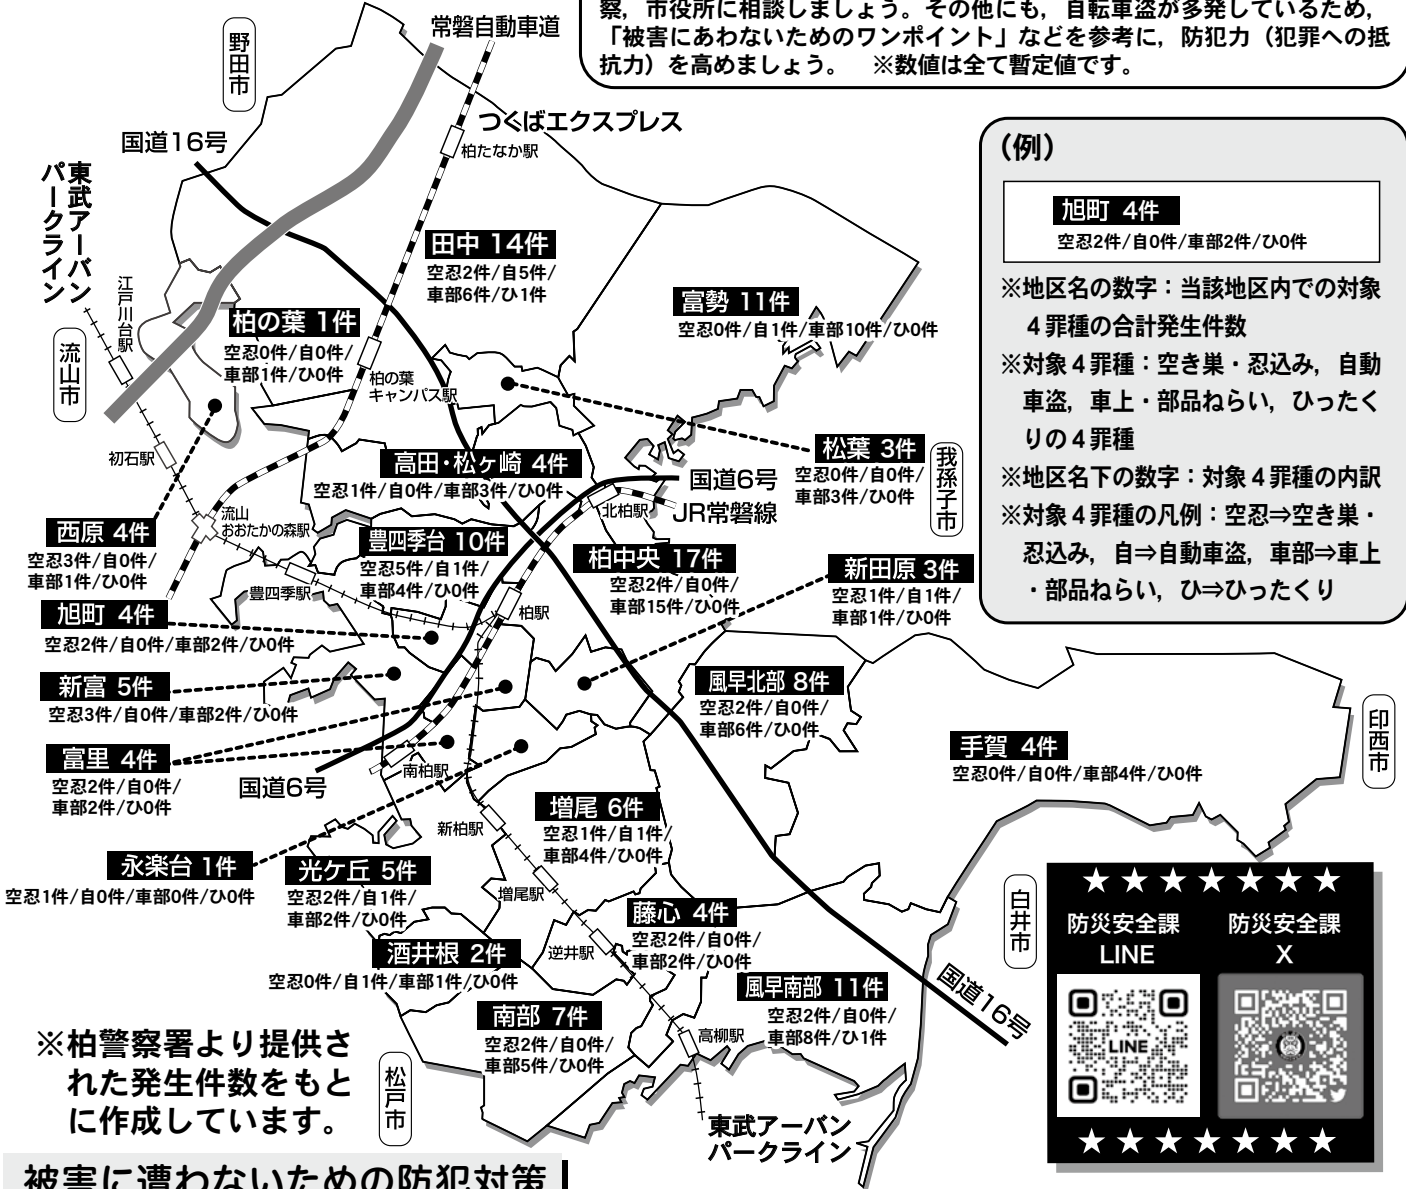 察，市役所に相談しましょう。その他にも，自転車盗が多発しているため，
「被害にあわないためのワンポイント」などを参考に，防犯力（犯罪への抵
抗力）を高めましょう。　※数値は全て暫定値です。
常磐自動車道
野田市
つくばエクスプレス
国道16号
柏たなか駅
東武アーバン
パークライン
江戸川台駅
流山市
田中 14件
空忍2件/自5件/
車部6件/ひ1件
富勢 11件
空忍0件/自1件/車部10件/ひ0件
柏の葉 1件
空忍0件/自0件/
車部1件/ひ0件
柏の葉
キャンパス駅
初石駅
高田・松ヶ崎 4件
空忍1件/自0件/車部3件/ひ0件
松葉 3件
空忍0件/自0件/
車部3件/ひ0件
我孫子市
国道6号
JR常磐線
北柏駅
西原 4件
空忍3件/自0件/
車部1件/ひ0件
流山
おおたかの森駅
豊四季台 10件
空忍5件/自1件/
車部4件/ひ0件
柏中央 17件
空忍2件/自0件/
車部15件/ひ0件
新田原 3件
空忍1件/自1件/
車部1件/ひ0件
豊四季駅
柏駅
旭町 4件
空忍2件/自0件/車部2件/ひ0件
新富 5件
空忍3件/自0件/車部2件/ひ0件
風早北部 8件
空忍2件/自0件/
車部6件/ひ0件
富里 4件
空忍2件/自0件/
車部2件/ひ0件
国道6号
南柏駅
手賀 4件
空忍0件/自0件/車部4件/ひ0件
印西市
新柏駅
増尾 6件
空忍1件/自1件/
車部4件/ひ0件
永楽台 1件
空忍1件/自0件/車部0件/ひ0件
光ケ丘 5件
空忍2件/自1件/
車部2件/ひ0件
増尾駅
藤心 4件
空忍2件/自0件/
車部2件/ひ0件
白井市
酒井根 2件
空忍0件/自1件/車部1件/ひ0件
逆井駅
国道16号
風早南部 11件
空忍2件/自0件/
車部8件/ひ1件
南部 7件
空忍2件/自0件/
車部5件/ひ0件
高柳駅
松戸市
東武アーバン
パークライン
※柏警察署より提供さ
れた発生件数をもと
に作成しています。
被害に遭わないための防犯対策
（例）
旭町 4件
空忍2件/自0件/車部2件/ひ0件
※地区名の数字：当該地区内での対象
４罪種の合計発生件数
※対象４罪種：空き巣・忍込み，自動
車盗，車上・部品ねらい，ひったく
りの４罪種
※地区名下の数字：対象４罪種の内訳
※対象４罪種の凡例：空忍⇒空き巣・
忍込み，自⇒自動車盗，車部⇒車上
・部品ねらい，ひ⇒ひったくり
★★★★★★★
防災安全課
LINE
防災安全課
X
LINE
★★★★★★★